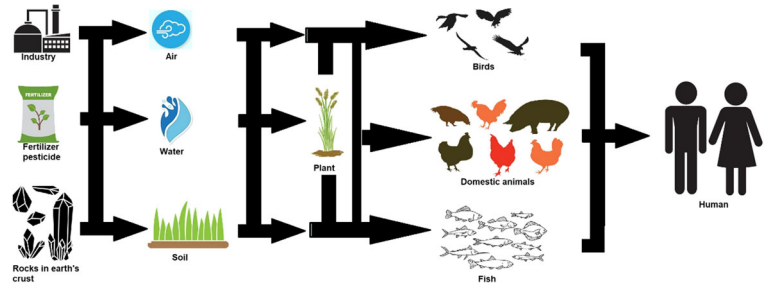 Industry
Air
Birds
FERTILIZER
Fertilizer
pesticide
Water
Plant
Domestic animals
Human
Rocks in earth's
crust
Soil
Fish